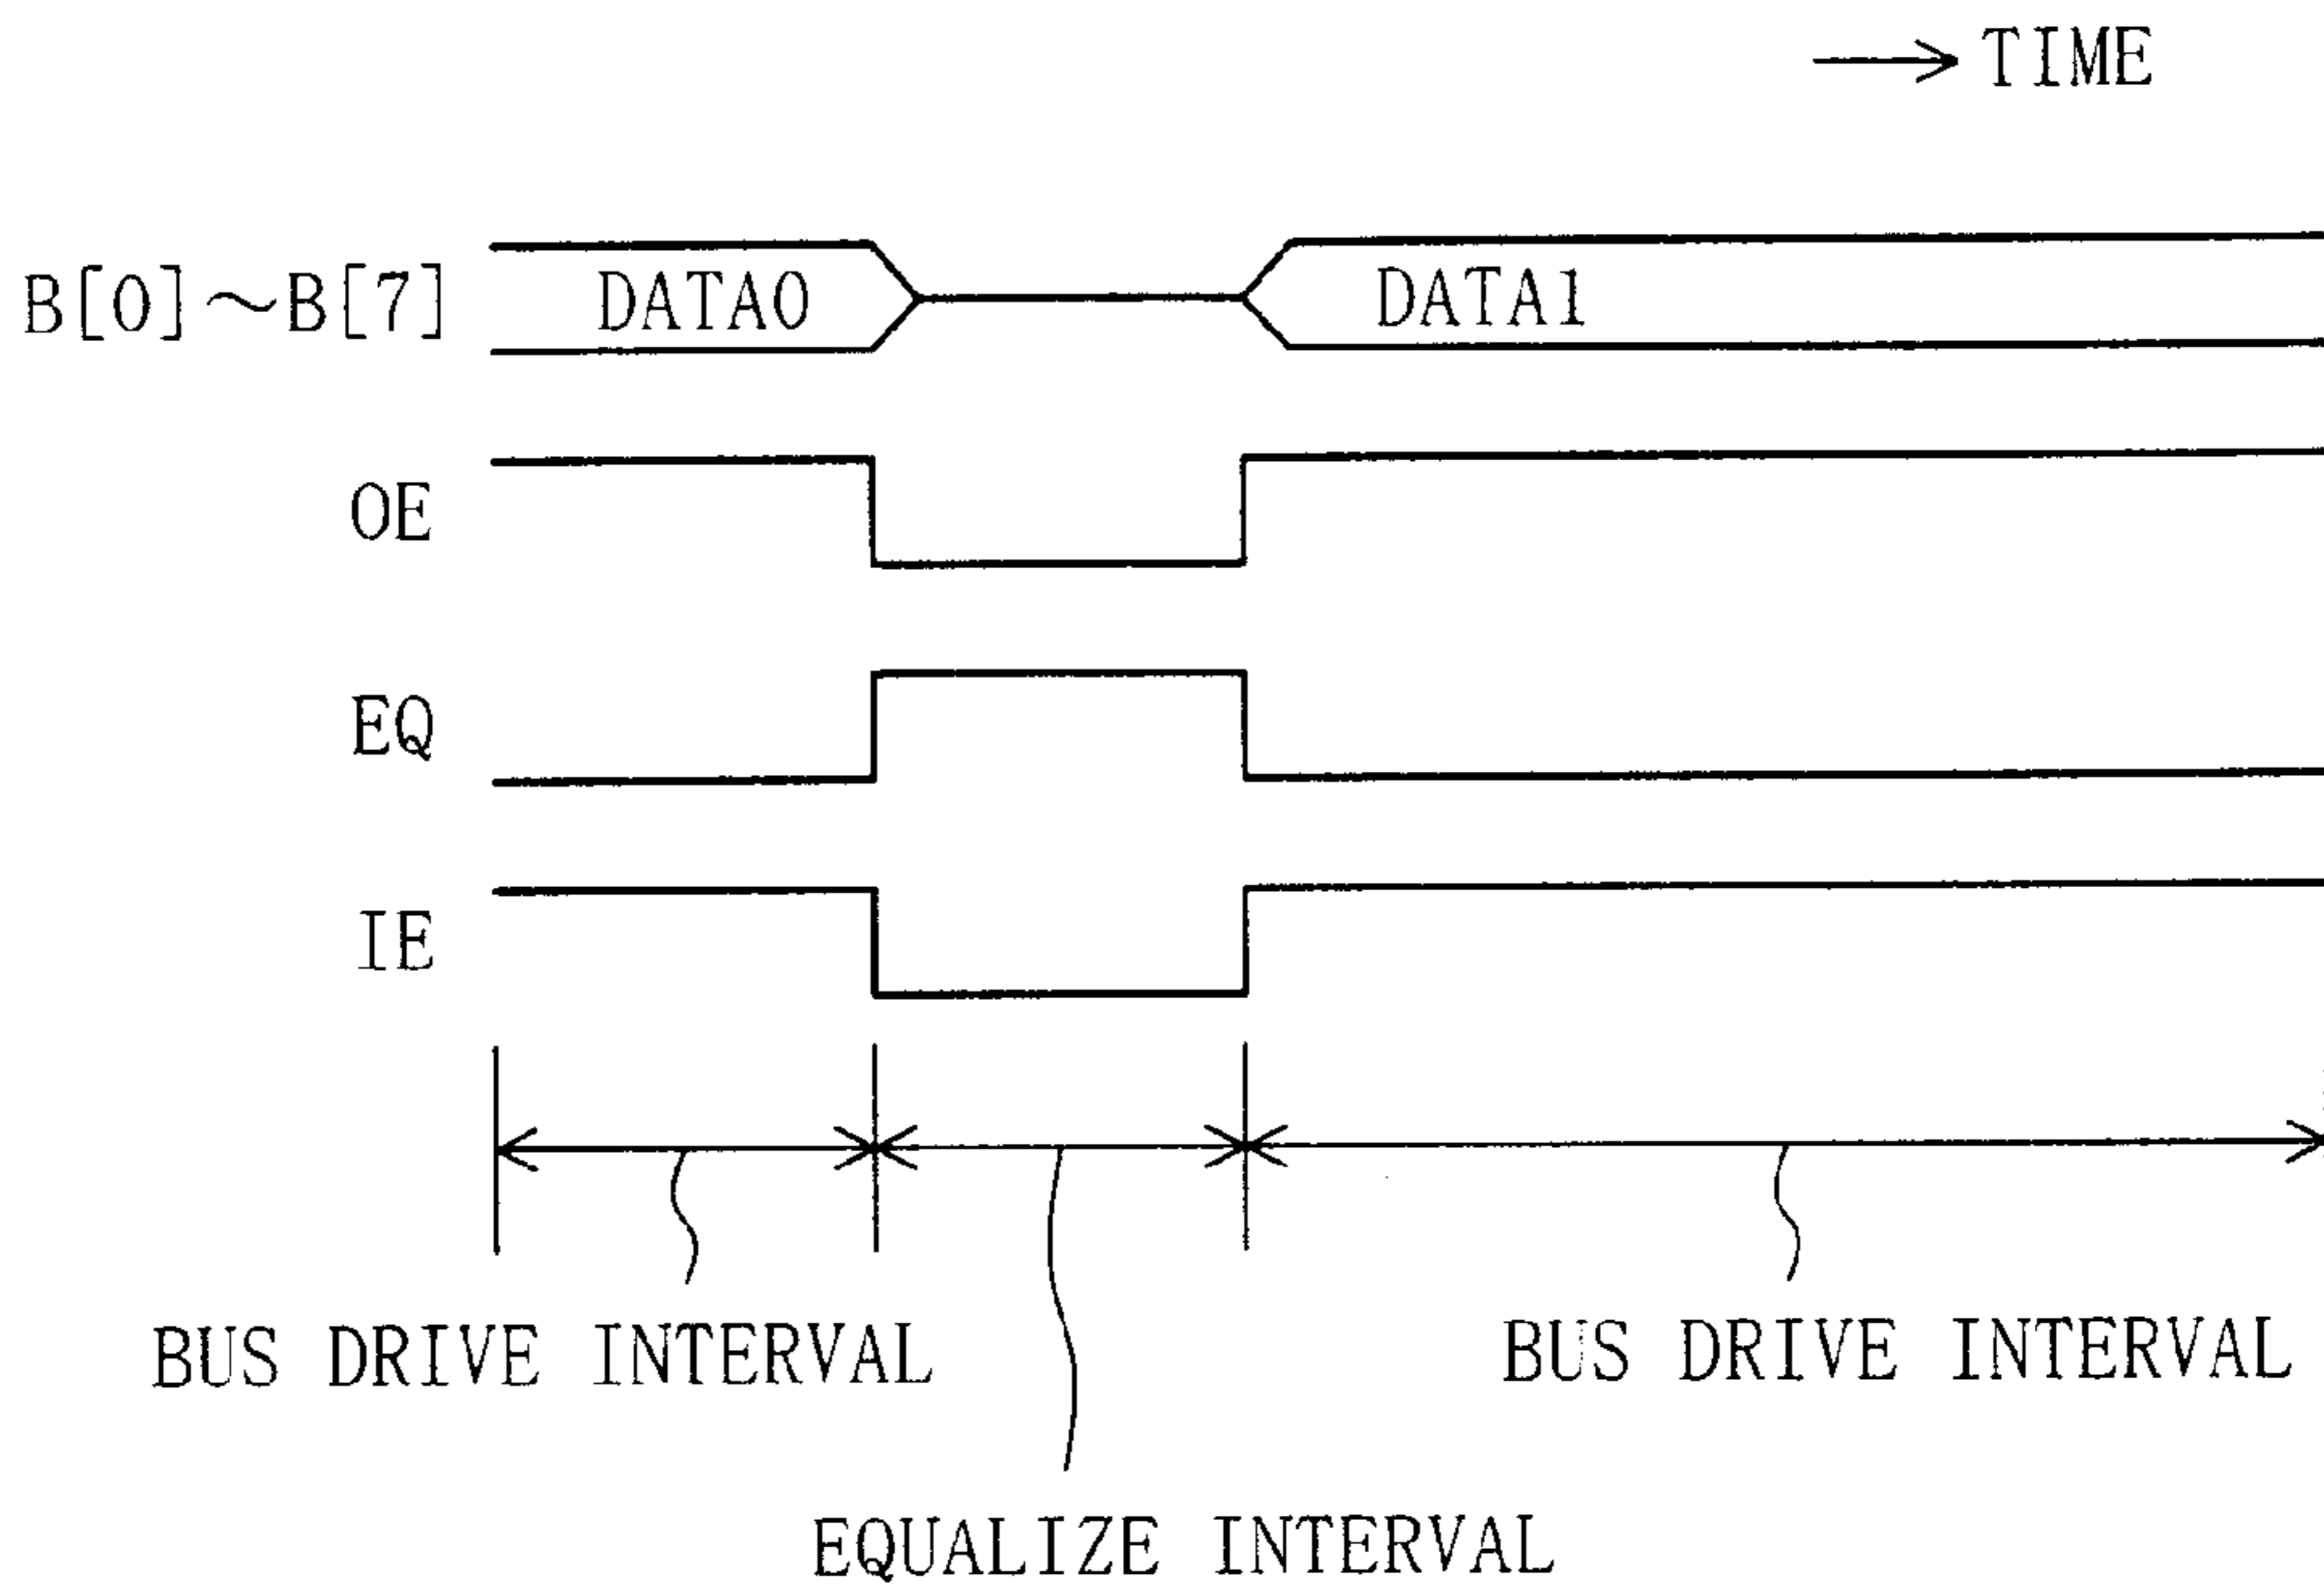 TIME
B[0]～B[7] DATA0 DATA1
OE
EQ
IE
BUS DRIVE INTERVAL BUS DRIVE INTERVAL
EQUALIZE INTERVAL